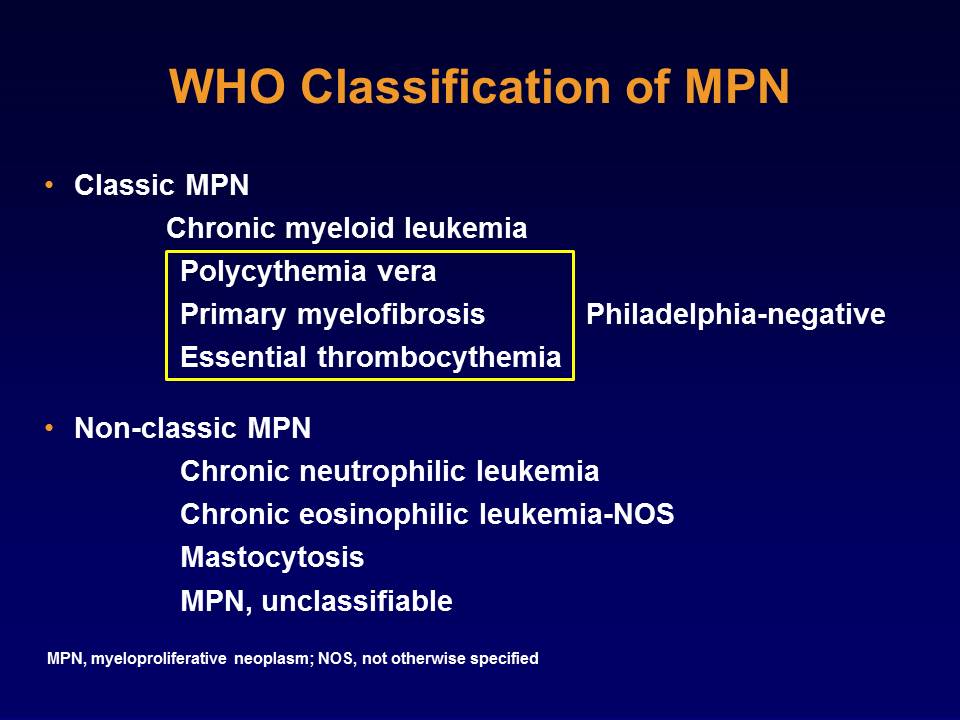 WHO Classification of MPN
• Classic MPN
Chronic myeloid leukemia
Polycythemia vera
Primary myelofibrosis Philadelphia-negative
Essential thrombocythemia
• Non-classic MPN
Chronic neutrophilic leukemia
Chronic eosinophilic leukemia-NOS
Mastocytosis
MPN, unclassifiable
MPN, myeloproliferative neoplasm; NOS, not otherwise specified